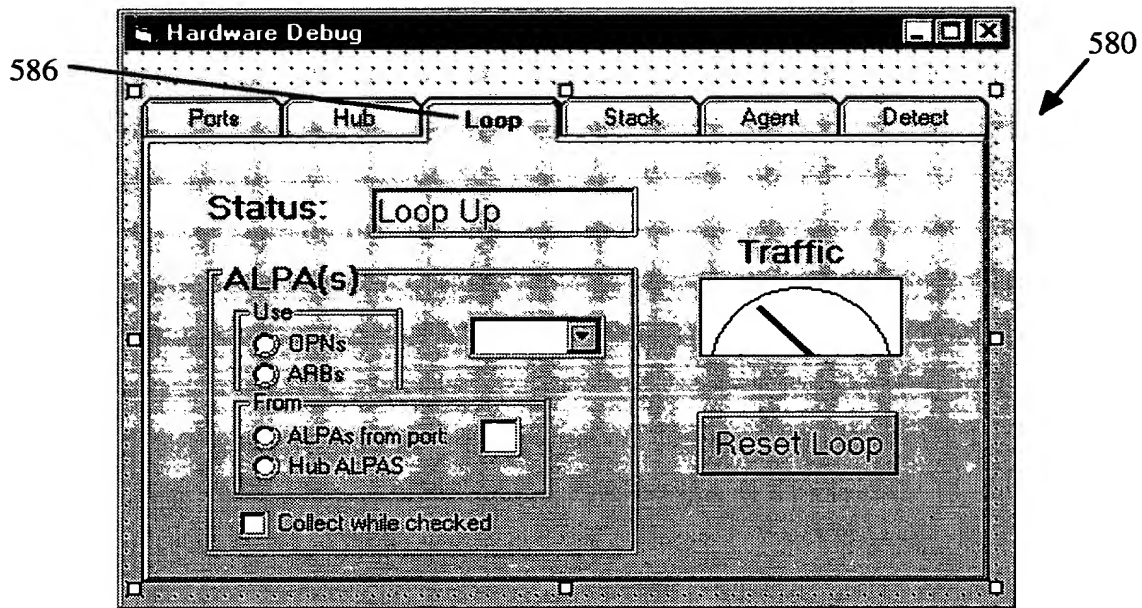 Hardware Debug
580
586
Ports Hub Loop Stack Agent Detect
Status: Loop Up
Traffic
ALPA(s)
Use
OPNs
ARBs
From
ALPAs from port:
Hub ALPAS
Reset Loop
Collect while checked